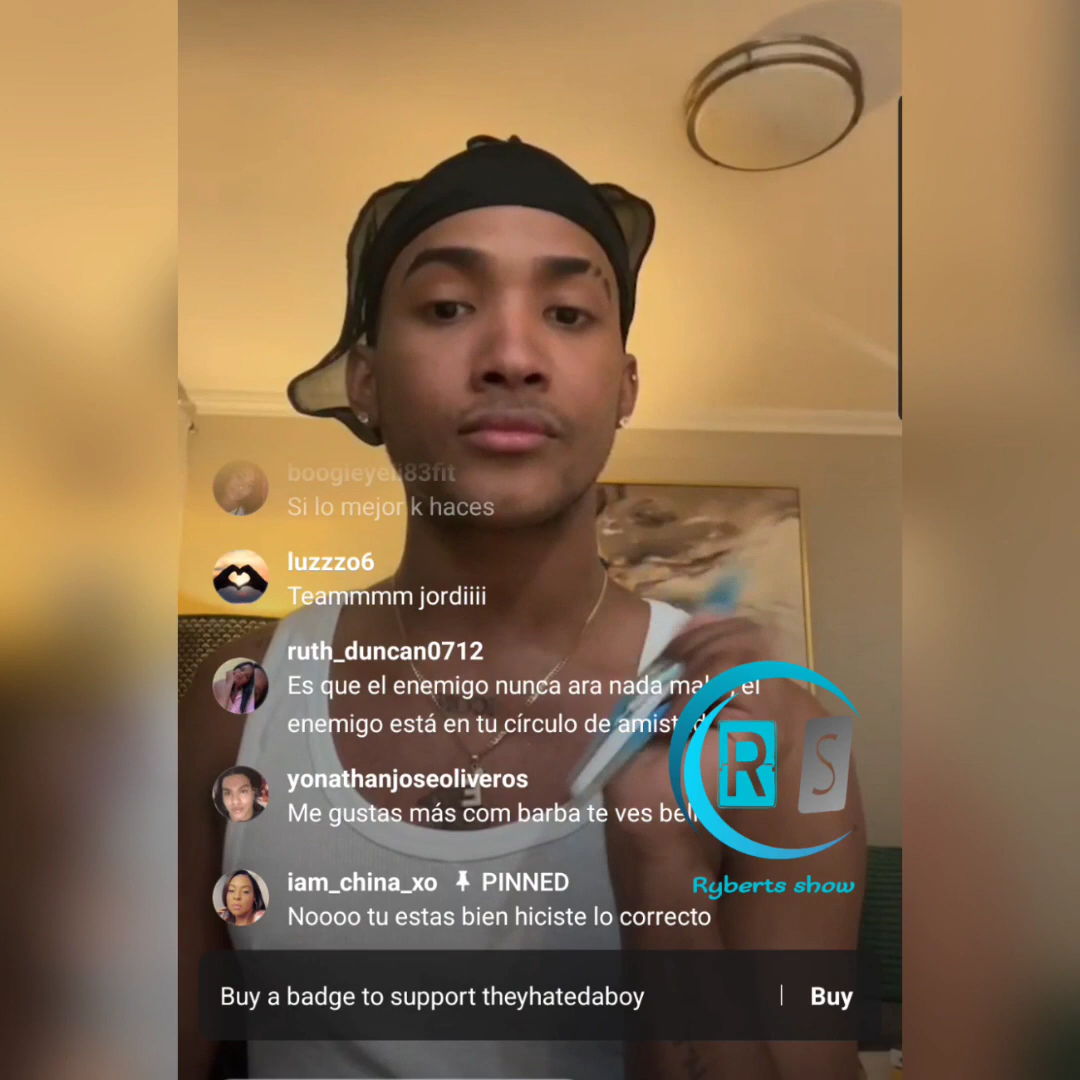 boogieyeli83fit
Si lo mejor k haces
luzzzo6
Teammmm jordiiii
ruth_duncan0712
Es que el enemigo nunca ara nada el
enemigo está en tu círculo de
yonathanjoseoliveros
Me gustas más com barba te ves
R S
Ryberts show
iam_china_xo PINNED
Noooo tu estas bien hiciste lo correcto
Buy a badge to support theyhatedaboy | Buy